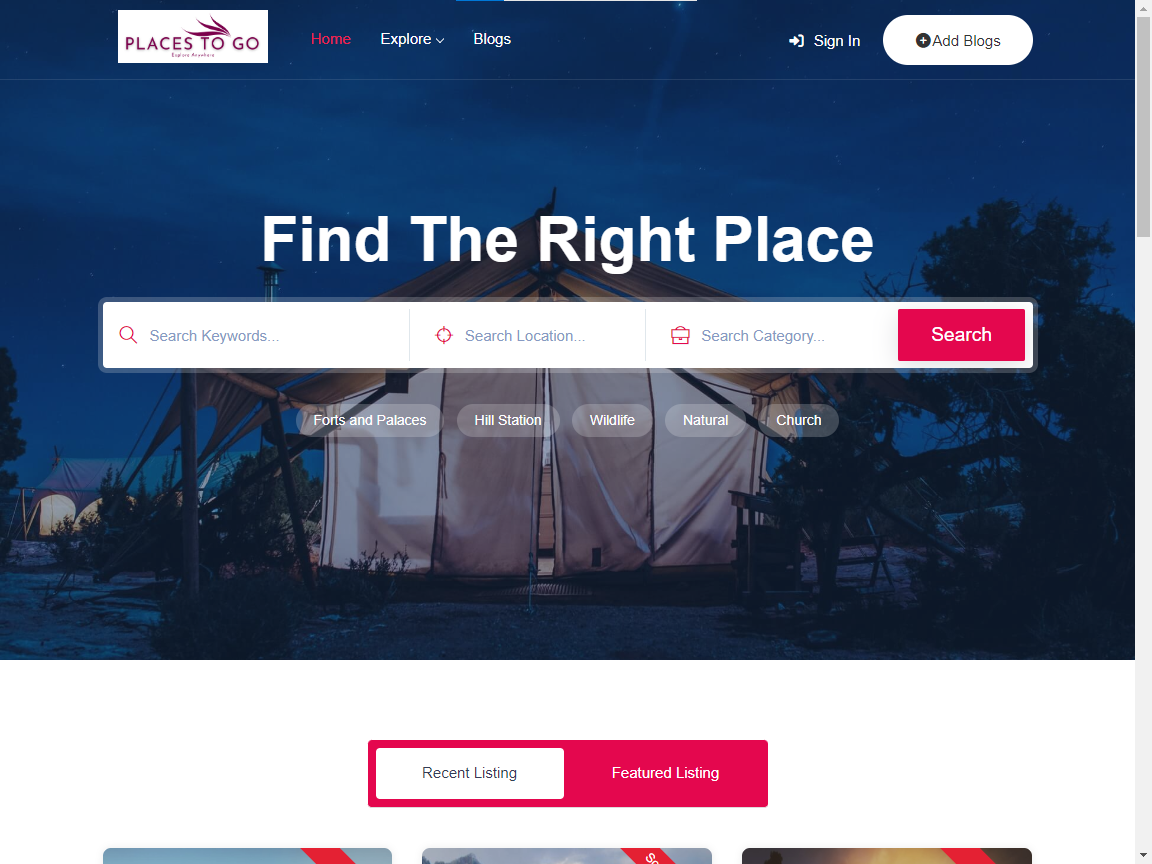 PLACES TO GO
Explore Anywhere
Home
Explore
Blogs
Sign In
Add Blogs
Find The Right Place
Search Keywords...
Search Location...
Search Category...
Search
Forts and Palaces
Hill Station
Wildlife
Natural
Church
Recent Listing
Featured Listing